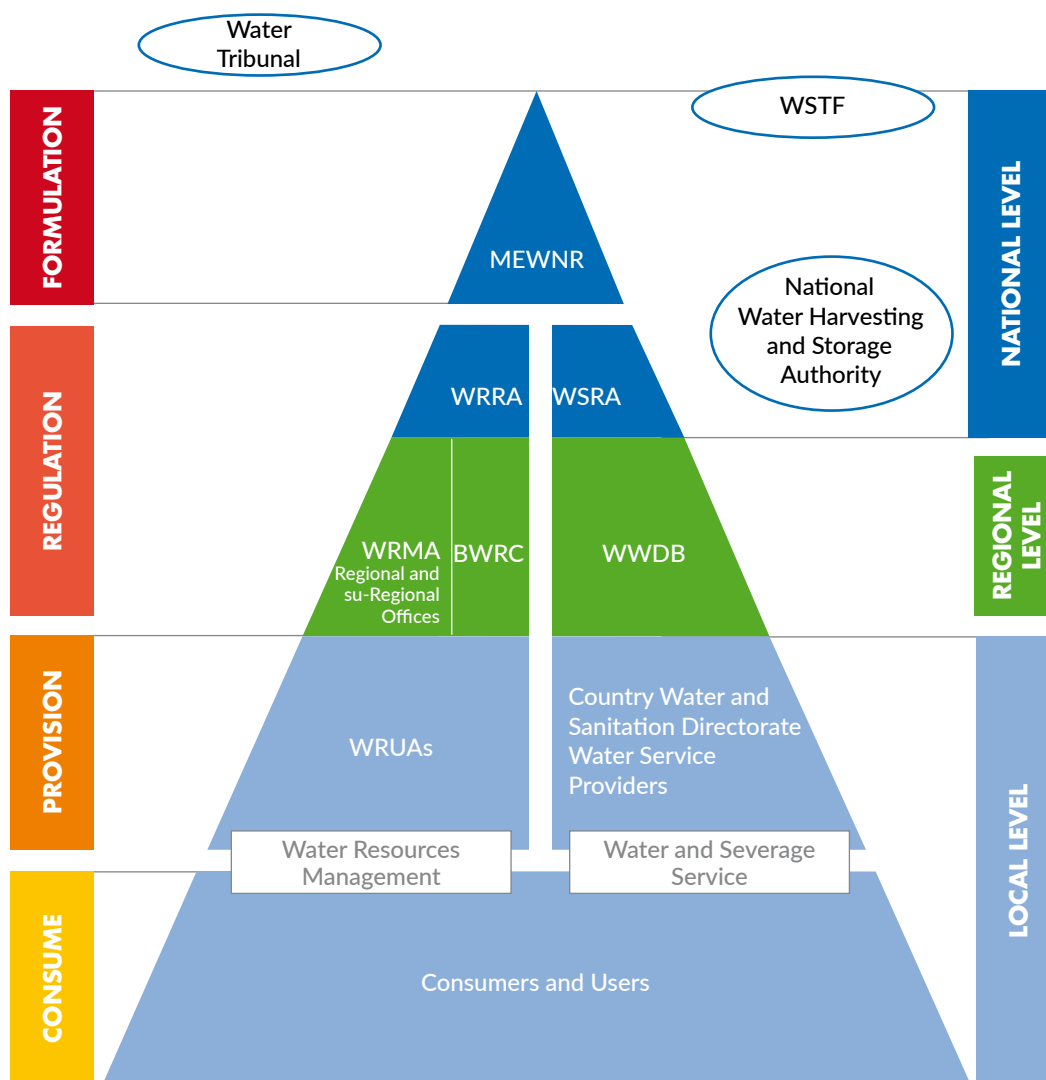 Water
Tribunal
WSTF
FORMULATION
NATIONAL LEVEL
MEWNR
National
Water Harvesting
and Storage
Authority
REGULATION
WRRA
WSRA
WRMA
Regional and
su-Regional
Offices
BWRC
WWDB
REGIONAL
LEVEL
PROVISION
WRUAs
Country Water and
Sanitation Directorate
Water Service
Providers
LOCAL LEVEL
Water Resources
Management
Water and Severage
Service
CONSUME
Consumers and Users